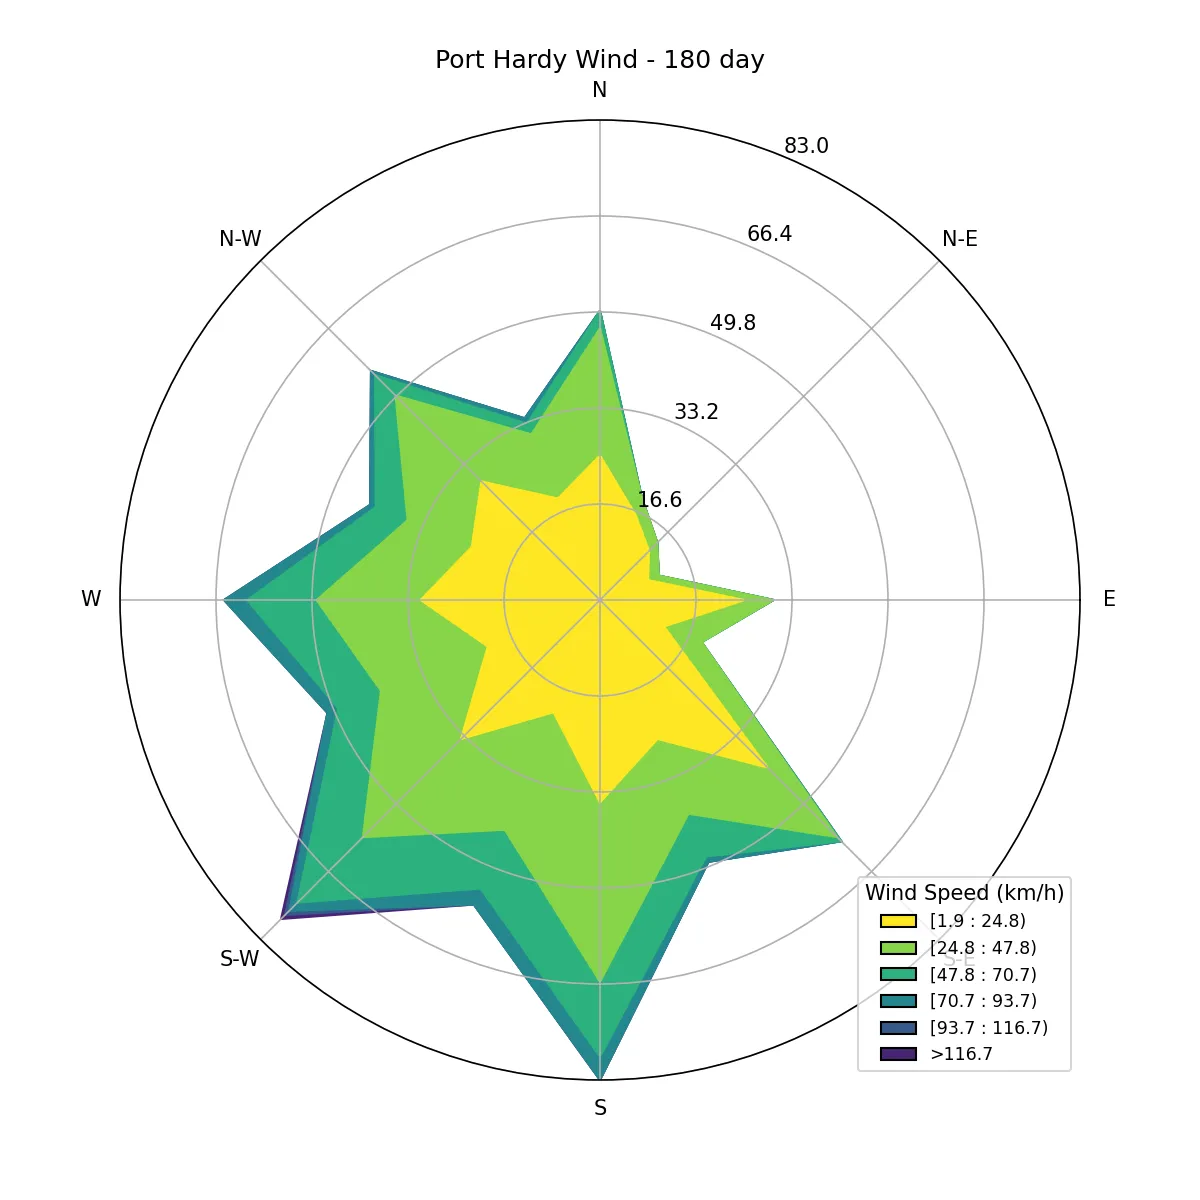 Port Hardy Wind - 180 day
N
83.0
N-W
66.4
N-E
49.8
33.2
16.6
W
E
S-W
S-E
S
Wind Speed (km/h)
[1.9 : 24.8)
[24.8 : 47.8)
[47.8 : 70.7)
[70.7 : 93.7)
[93.7 : 116.7)
>116.7